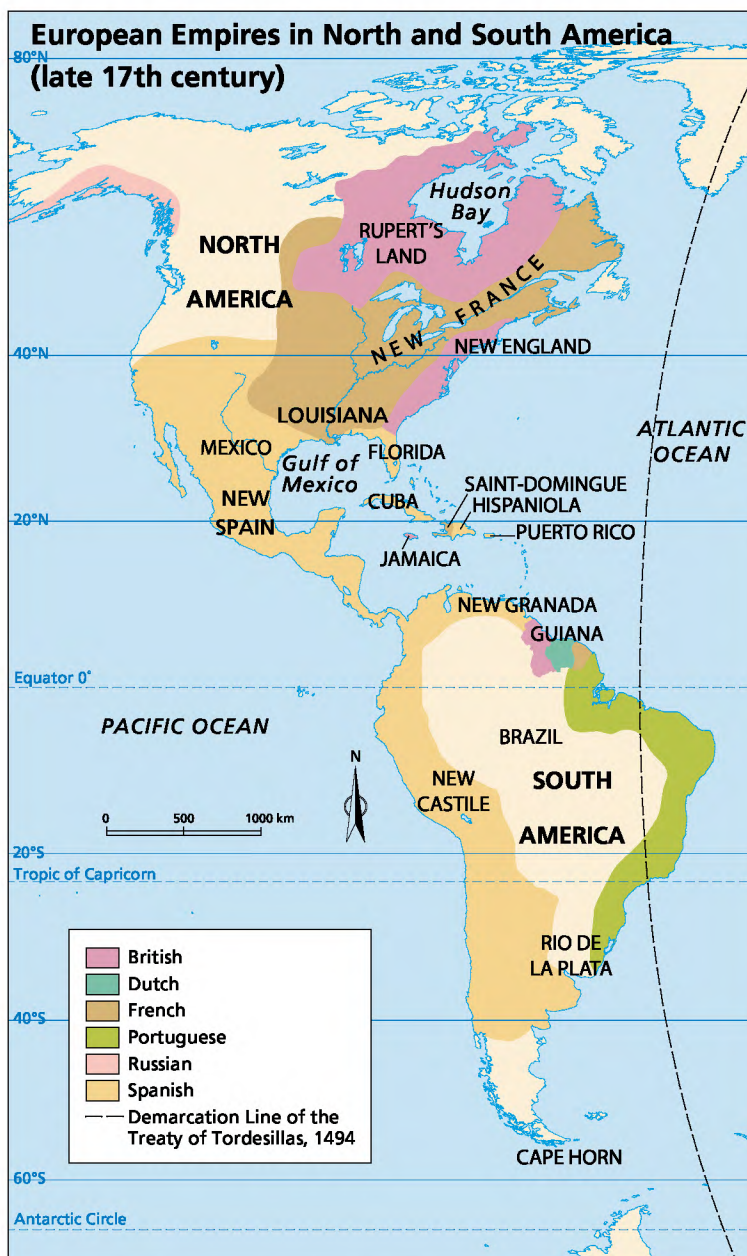 European Empires in North and South America
(late 17th century)
80°N
Hudson
Bay
RUPERT'S
LAND
NORTH
AMERICA
NEW FRANCE
40°N
NEW ENGLAND
LOUISIANA
ATLANTIC
OCEAN
MEXICO
FLORIDA
Gulf of
Mexico
SAINT-DOMINGUE
HISPANIOLA
NEW
SPAIN
CUBA
20°N
PUERTO RICO
JAMAICA
NEW GRANADA
GUIANA
Equator 0°
PACIFIC OCEAN
BRAZIL
N
NEW
CASTILE
SOUTH
AMERICA
0 500 1000 km
20°S
Tropic of Capricorn
RIO DE
LA PLATA
British
Dutch
French
Portuguese
Russian
Spanish
Demarcation Line of the
Treaty of Tordesillas, 1494
40°S
CAPE HORN
60°S
Antarctic Circle